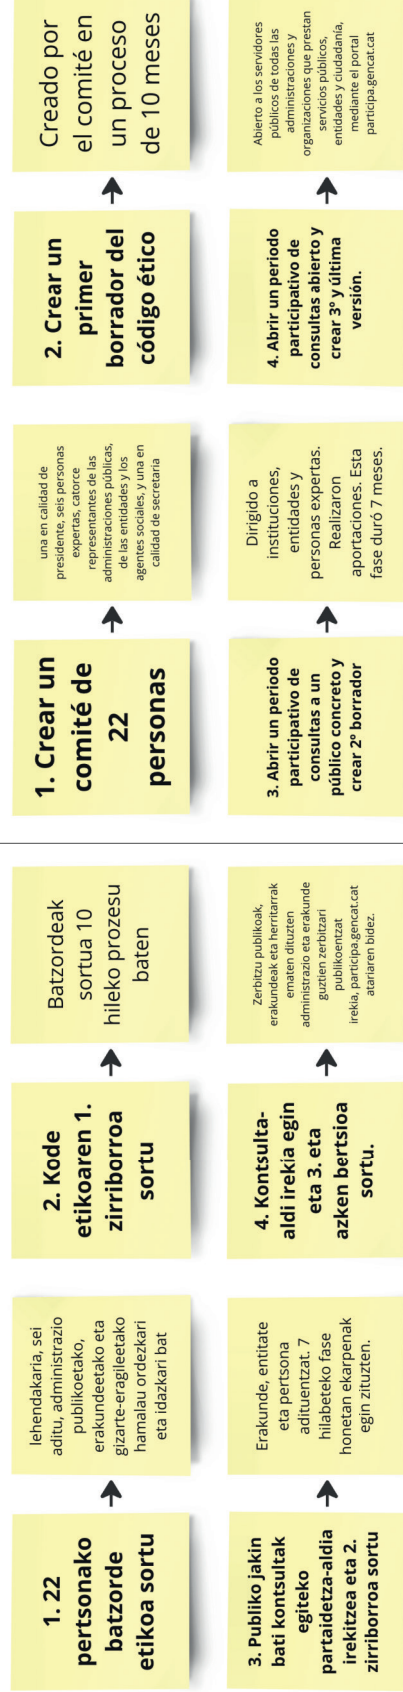 1. 22
pertsonako
batzorde
etikoa sortu
lehendakaria, sei
aditu, administrazio
publikoetako,
erakundeetako eta
gizarte-eragileetako
hamalau ordezkari
eta idazkari bat
2. Kode
etikoaren 1.
zirriborroa
sortu
Batzordeak
sortua 10
hileko prozesu
baten
3. Publiko jakin
bati kontsultak
egiteko
partaidetza-aldia
irekitzea eta 2.
zirriborroa sortu
Erakunde, entitate
eta pertsona
adituentzat. 7
hilabeteko fase
honetan ekarpenak
egin zituzten.
4. Kontsulta-
aldi irekia egin
eta 3. eta
azken bertsioa
sortu.
Zerbitzu publikoak,
erakundeak eta herritarrak
ematen dituzten
administrazio eta erakunde
guztien zerbitzari
publikoentzat
irekia, participa.gencat.cat
atariaren bidez.
1. Crear un
comité de
22
personas
una en calidad de
presidente, seis personas
expertas, catorce
representantes de las
administraciones públicas,
de las entidades y los
agentes sociales, y una en
calidad de secretaria
2. Crear un
primer
borrador del
código ético
Creado por
el comité en
un proceso
de 10 meses
3. Abrir un periodo
participativo de
consultas a un
público concreto y
crear 2º borrador
Dirigido a
instituciones,
entidades y
personas expertas.
Realizaron
aportaciones. Esta
fase duró 7 meses.
4. Abrir un periodo
participativo de
consultas abierto y
crear 3º y última
versión.
Abierto a los servidores
públicos de todas las
administraciones y
organizaciones que prestan
servicios públicos,
entidades y ciudadanía,
mediante el portal
participa.gencat.cat